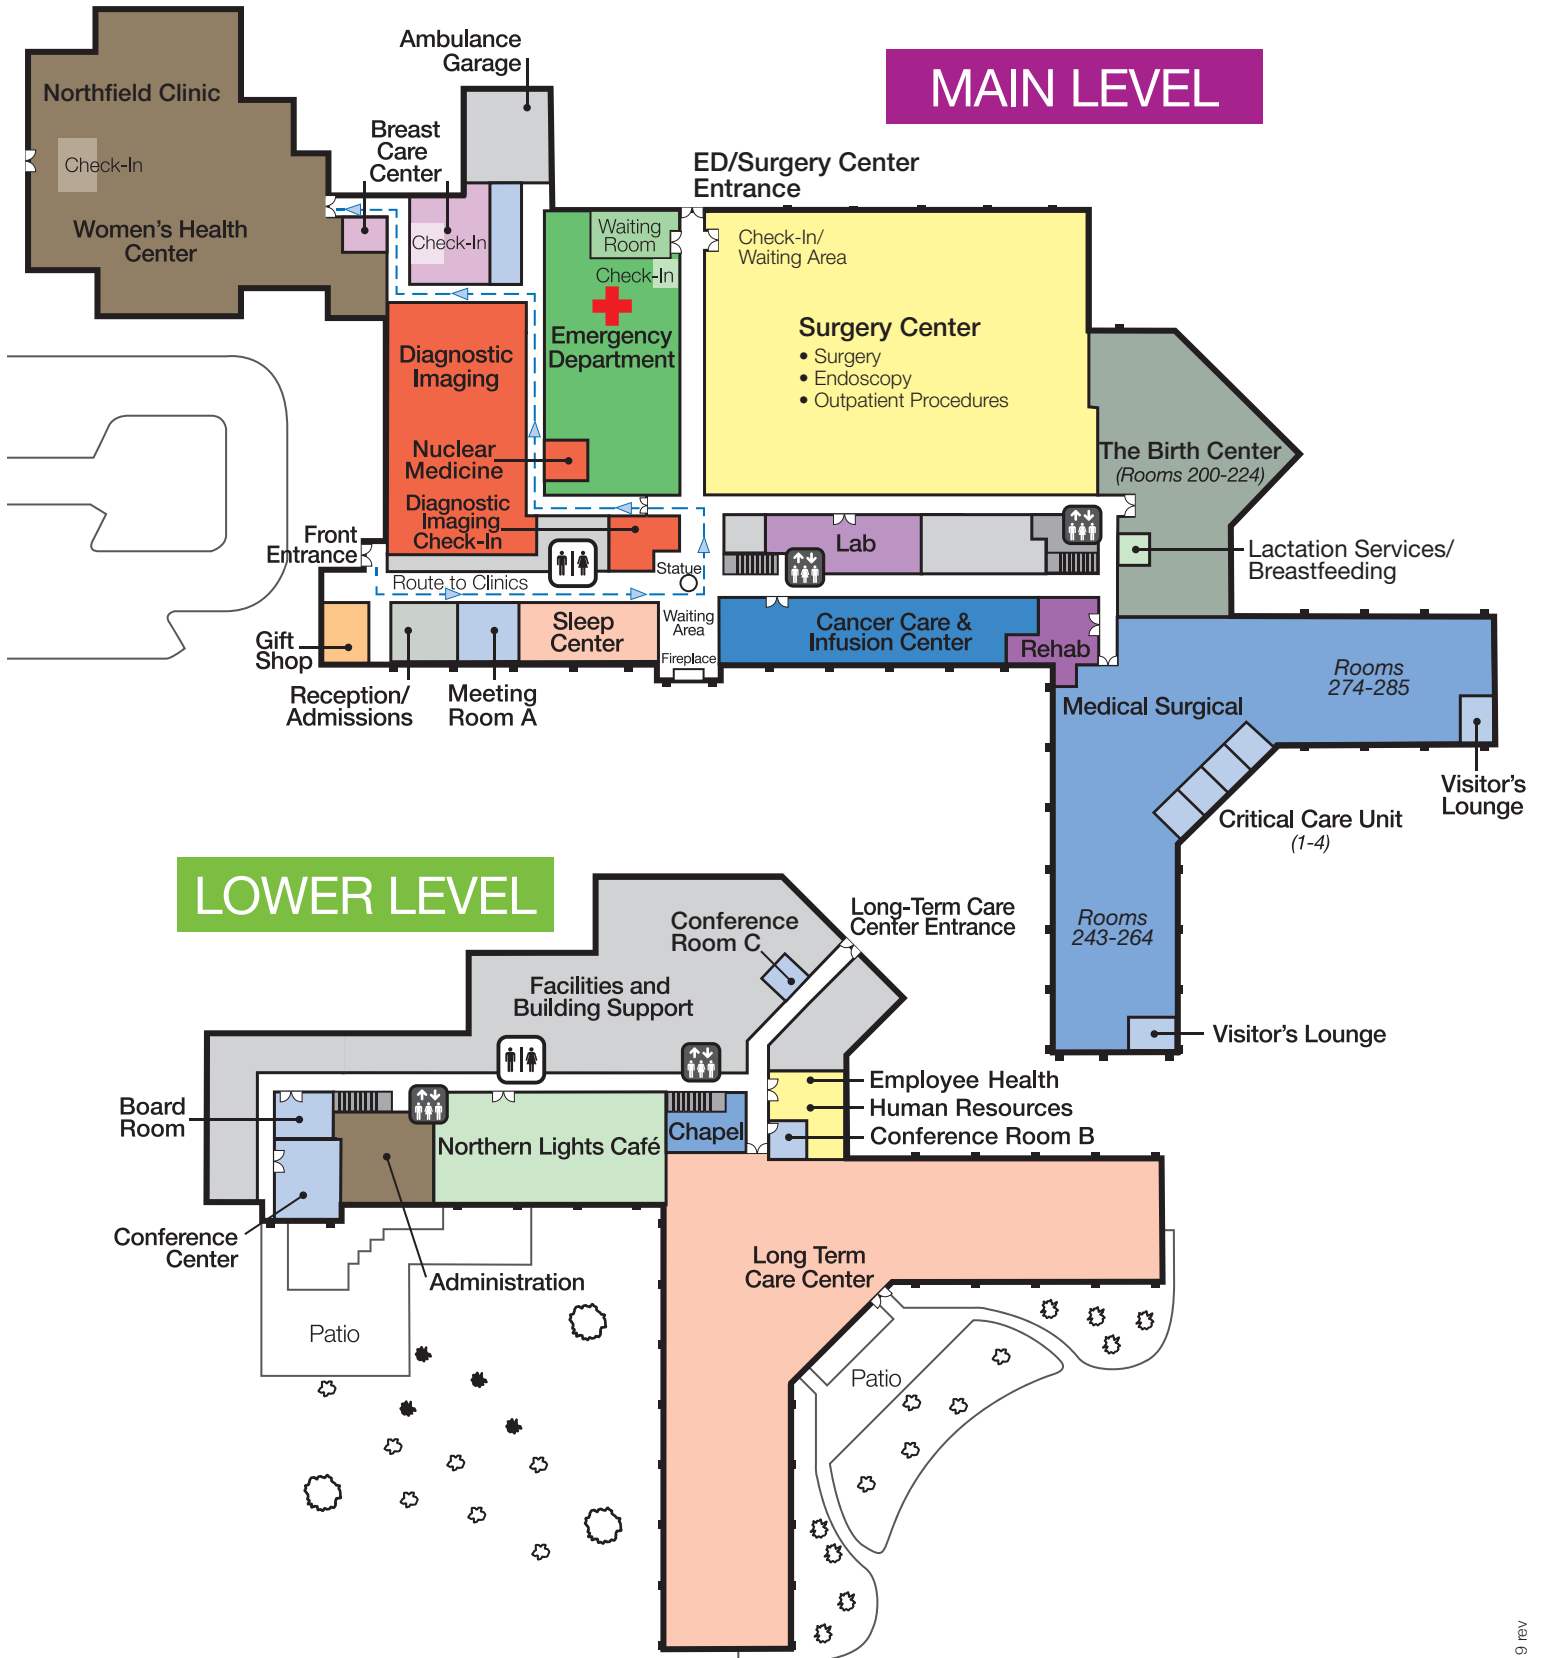 MAIN LEVEL
Ambulance
Garage
Northfield Clinic
Check-In
Women's Health
Center
Breast
Care
Center
Check-In
ED/Surgery Center
Entrance
Waiting
Room
Check-In
Emergency
Department
Check-In/
Waiting Area
Surgery Center
• Surgery
• Endoscopy
• Outpatient Procedures
Diagnostic
Imaging
Nuclear
Medicine
Diagnostic
Imaging
Check-In
The Birth Center
(Rooms 200-224)
Front
Entrance
Route to Clinics
Statue
Lab
Lactation Services/
Breastfeeding
Gift
Shop
Reception/
Admissions
Meeting
Room A
Sleep
Center
Waiting
Area
Fireplace
Cancer Care &
Infusion Center
Rehab
Rooms
274-285
Medical Surgical
Visitor's
Lounge
Critical Care Unit
(1-4)
Rooms
243-264
Visitor's Lounge
LOWER LEVEL
Conference
Room C
Long-Term Care
Center Entrance
Facilities and
Building Support
Employee Health
Human Resources
Conference Room B
Board
Room
Northern Lights Café
Chapel
Conference
Center
Administration
Patio
Long Term
Care Center
Patio
9 rev